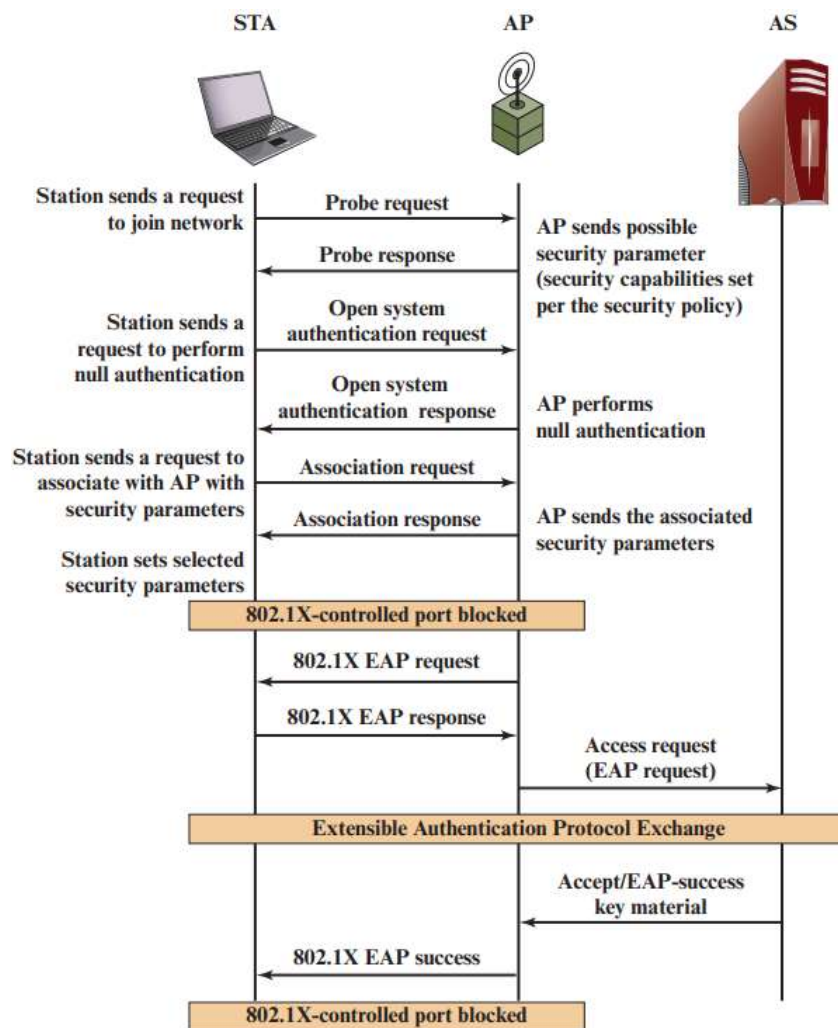 STA
AP
AS
Station sends a request
to join network
Probe request
AP sends possible
security parameter
(security capabilities set
per the security policy)
Probe response
Station sends a
request to perform
null authentication
Open system
authentication request
Open system
authentication response
AP performs
null authentication
Station sends a request to
associate with AP with
security parameters
Association request
Association response
AP sends the associated
security parameters
Station sets selected
security parameters
802.1X-controlled port blocked
802.1X EAP request
802.1X EAP response
Access request
(EAP request)
Extensible Authentication Protocol Exchange
Accept/EAP-success
key material
802.1X EAP success
802.1X-controlled port blocked